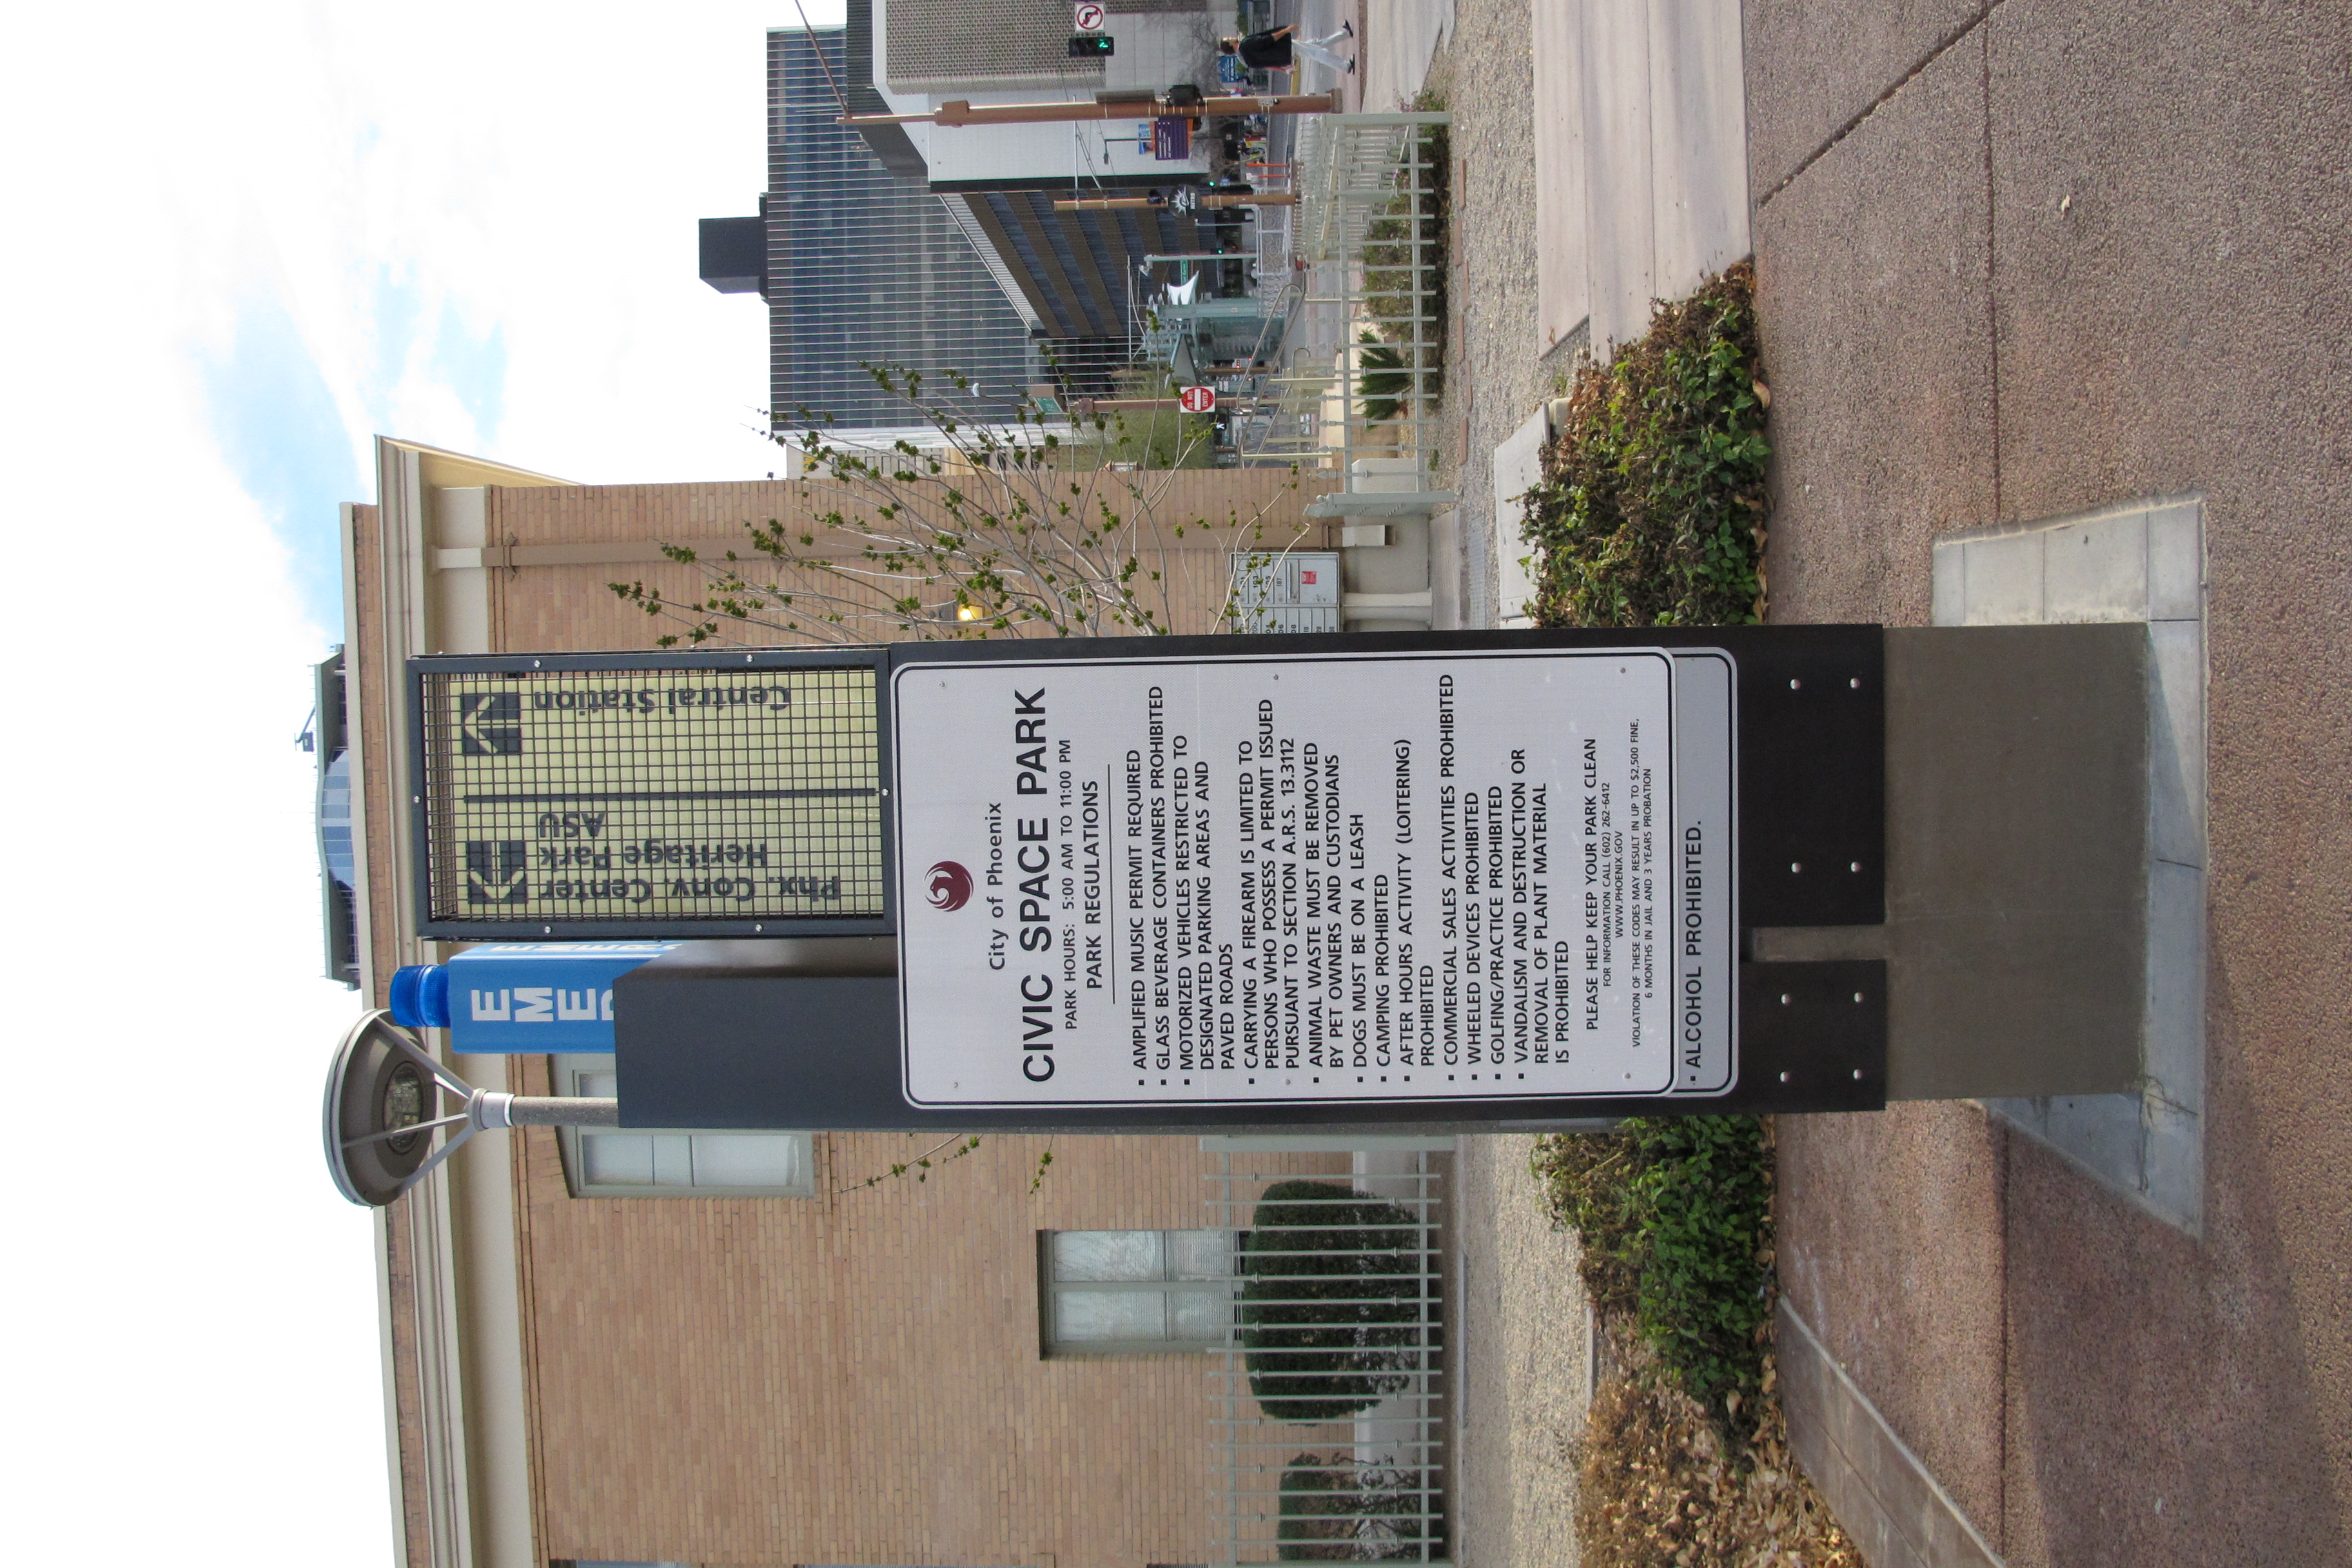 Phx. Conv. Center
Heritage Park
ASU
Central Station
City of Phoenix
CIVIC SPACE PARK
PARK HOURS: 5:00 AM TO 11:00 PM
PARK REGULATIONS
▪ AMPLIFIED MUSIC PERMIT REQUIRED
▪ GLASS BEVERAGE CONTAINERS PROHIBITED
▪ MOTORIZED VEHICLES RESTRICTED TO
DESIGNATED PARKING AREAS AND
PAVED ROADS
▪ CARRYING A FIREARM IS LIMITED TO
PERSONS WHO POSSESS A PERMIT ISSUED
PURSUANT TO SECTION A.R.S. 13.3112
▪ ANIMAL WASTE MUST BE REMOVED
BY PET OWNERS AND CUSTODIANS
▪ DOGS MUST BE ON A LEASH
▪ CAMPING PROHIBITED
▪ AFTER HOURS ACTIVITY (LOITERING)
PROHIBITED
▪ COMMERCIAL SALES ACTIVITIES PROHIBITED
▪ WHEELED DEVICES PROHIBITED
▪ GOLFING/PRACTICE PROHIBITED
▪ VANDALISM AND DESTRUCTION OR
REMOVAL OF PLANT MATERIAL
IS PROHIBITED
PLEASE HELP KEEP YOUR PARK CLEAN
FOR INFORMATION CALL (602) 262-6412
WWW.PHOENIX.GOV
VIOLATION OF THESE CODES MAY RESULT IN UP TO $2,500 FINE,
6 MONTHS IN JAIL AND 3 YEARS PROBATION
▪ ALCOHOL PROHIBITED.
E
M
E